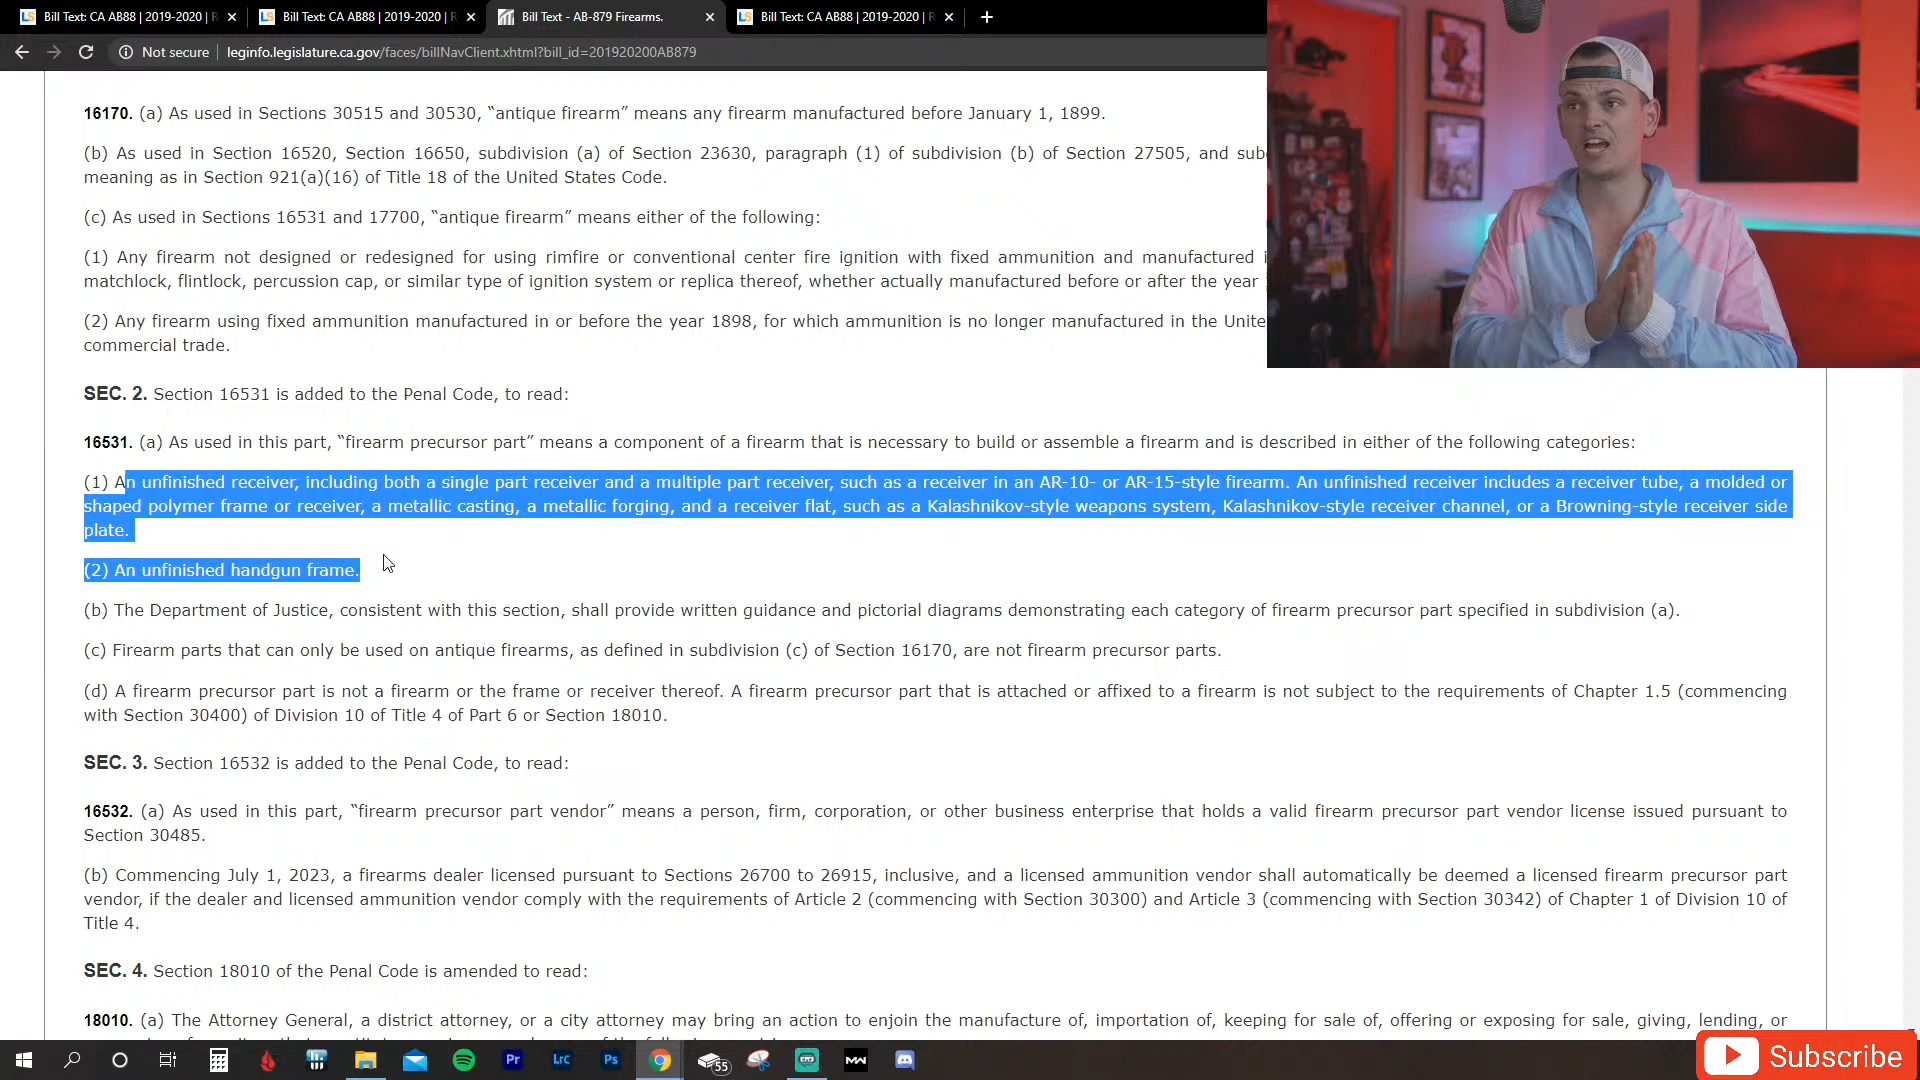 Bill Text: CA AB88 | 2019-2020 | R
Bill Text: CA AB88 | 2019-2020 | R
Bill Text - AB-879 Firearms.
Bill Text: CA AB88 | 2019-2020 | R
Not secure
leginfo.legislature.ca.gov/faces/billNavClient.xhtml?bill_id=201920200AB879
16170. (a) As used in Sections 30515 and 30530, “antique firearm” means any firearm manufactured before January 1, 1899.
(b) As used in Section 16520, Section 16650, subdivision (a) of Section 23630, paragraph (1) of subdivision (b) of Section 27505, and
meaning as in Section 921(a)(16) of Title 18 of the United States Code.
(c) As used in Sections 16531 and 17700, “antique firearm” means either of the following:
(1) Any firearm not designed or redesigned for using rimfire or conventional center fire ignition with fixed ammunition and manufactured
matchlock, flintlock, percussion cap, or similar type of ignition system or replica thereof, whether actually manufactured before or after the year
(2) Any firearm using fixed ammunition manufactured in or before the year 1898, for which ammunition is no longer manufactured in the Unite
commercial trade.
SEC. 2. Section 16531 is added to the Penal Code, to read:
16531. (a) As used in this part, “firearm precursor part” means a component of a firearm that is necessary to build or assemble a firearm and is described in either of the following categories:
(1) An unfinished receiver, including both a single part receiver and a multiple part receiver, such as a receiver in an AR-10- or AR-15-style firearm. An unfinished receiver includes a receiver tube, a molded or
shaped polymer frame or receiver, a metallic casting, a metallic forging, and a receiver flat, such as a Kalashnikov-style weapons system, Kalashnikov-style receiver channel, or a Browning-style receiver side
plate.
(2) An unfinished handgun frame.
(b) The Department of Justice, consistent with this section, shall provide written guidance and pictorial diagrams demonstrating each category of firearm precursor part specified in subdivision (a).
(c) Firearm parts that can only be used on antique firearms, as defined in subdivision (c) of Section 16170, are not firearm precursor parts.
(d) A firearm precursor part is not a firearm or the frame or receiver thereof. A firearm precursor part that is attached or affixed to a firearm is not subject to the requirements of Chapter 1.5 (commencing
with Section 30400) of Division 10 of Title 4 of Part 6 or Section 18010.
SEC. 3. Section 16532 is added to the Penal Code, to read:
16532. (a) As used in this part, “firearm precursor part vendor” means a person, firm, corporation, or other business enterprise that holds a valid firearm precursor part vendor license issued pursuant to
Section 30485.
(b) Commencing July 1, 2023, a firearms dealer licensed pursuant to Sections 26700 to 26915, inclusive, and a licensed ammunition vendor shall automatically be deemed a licensed firearm precursor part
vendor, if the dealer and licensed ammunition vendor comply with the requirements of Article 2 (commencing with Section 30300) and Article 3 (commencing with Section 30342) of Chapter 1 of Division 10 of
Title 4.
SEC. 4. Section 18010 of the Penal Code is amended to read:
18010. (a) The Attorney General, a district attorney, or a city attorney may bring an action to enjoin the manufacture of, importation of, keeping for sale of, offering or exposing for sale, giving, lending, or
Pr
Lrc
Ps
55
MW
Subscribe